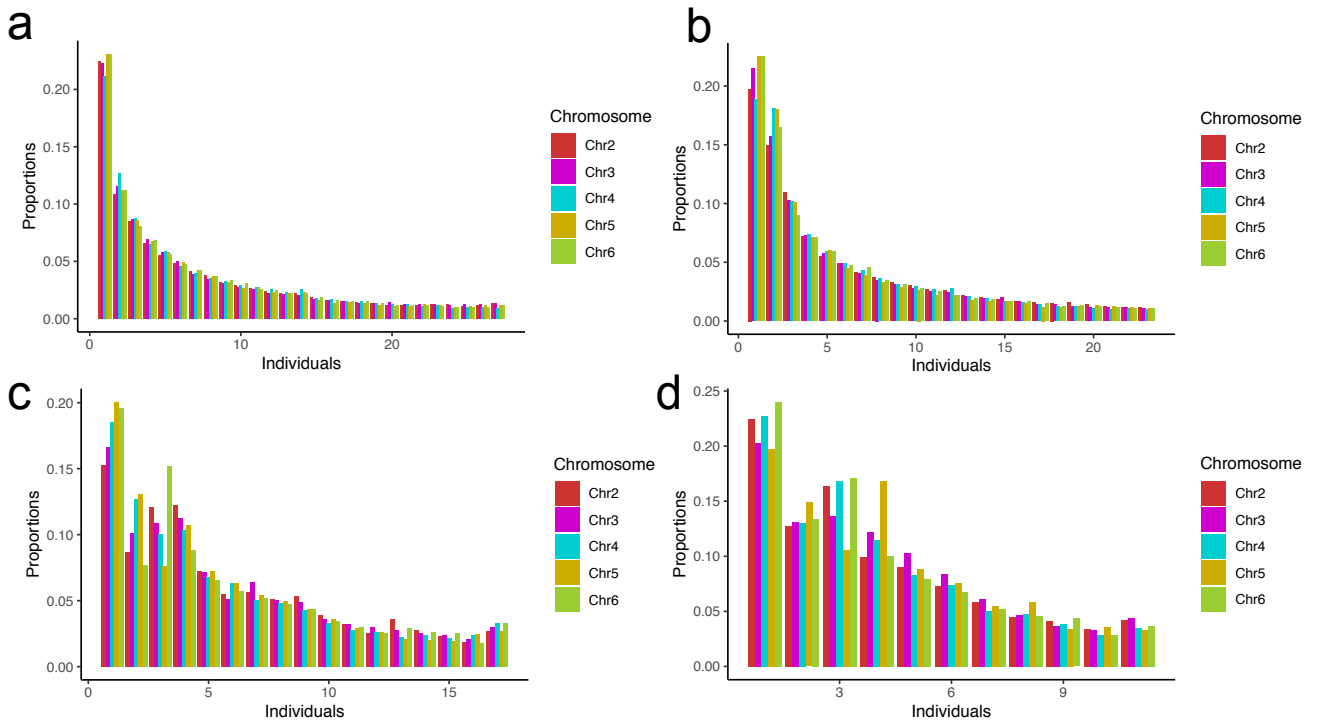 a
Proportions
0.20
0.15
0.10
0.05
0.00
0
10
20
Individuals
Chromosome
Chr2
Chr3
Chr4
Chr5
Chr6
b
Proportions
0.20
0.15
0.10
0.05
0.00
0
5
10
15
20
Individuals
Chromosome
Chr2
Chr3
Chr4
Chr5
Chr6
c
Proportions
0.20
0.15
0.10
0.05
0.00
0
5
10
15
Individuals
Chromosome
Chr2
Chr3
Chr4
Chr5
Chr6
d
Proportions
0.25
0.20
0.15
0.10
0.05
0.00
3
6
9
Individuals
Chromosome
Chr2
Chr3
Chr4
Chr5
Chr6